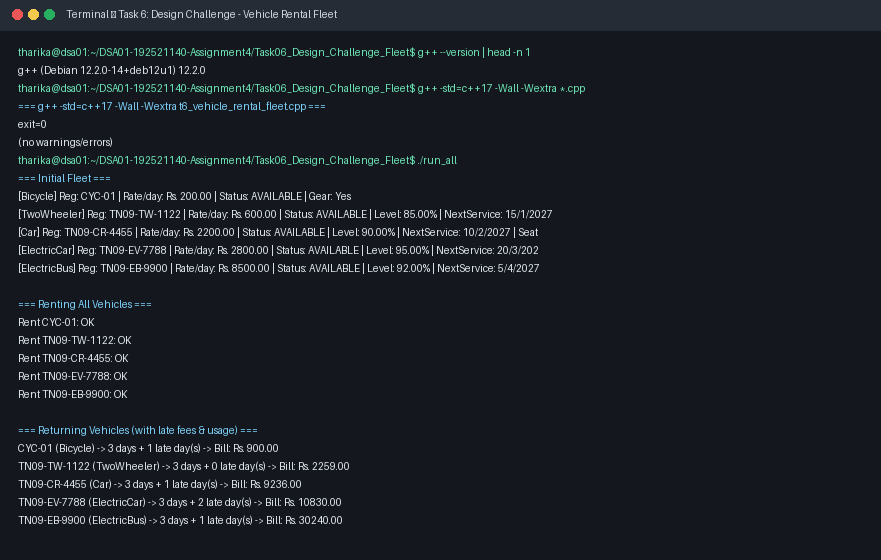 Terminal ▯ Task 6: Design Challenge - Vehicle Rental Fleet
tharika@dsa01:~/DSA01-192521140-Assignment4/Task06_Design_Challenge_Fleet$ g++ --version | head -n 1
g++ (Debian 12.2.0-14+deb12u1) 12.2.0
tharika@dsa01:~/DSA01-192521140-Assignment4/Task06_Design_Challenge_Fleet$ g++ -std=c++17 -Wall -Wextra *.cpp
=== g++ -std=c++17 -Wall -Wextra t6_vehicle_rental_fleet.cpp ===
exit=0
(no warnings/errors)
tharika@dsa01:~/DSA01-192521140-Assignment4/Task06_Design_Challenge_Fleet$ ./run_all
=== Initial Fleet ===
[Bicycle] Reg: CYC-01 | Rate/day: Rs. 200.00 | Status: AVAILABLE | Gear: Yes
[TwoWheeler] Reg: TN09-TW-1122 | Rate/day: Rs. 600.00 | Status: AVAILABLE | Level: 85.00% | NextService: 15/1/2027
[Car] Reg: TN09-CR-4455 | Rate/day: Rs. 2200.00 | Status: AVAILABLE | Level: 90.00% | NextService: 10/2/2027 | Seat
[ElectricCar] Reg: TN09-EV-7788 | Rate/day: Rs. 2800.00 | Status: AVAILABLE | Level: 95.00% | NextService: 20/3/202
[ElectricBus] Reg: TN09-EB-9900 | Rate/day: Rs. 8500.00 | Status: AVAILABLE | Level: 92.00% | NextService: 5/4/2027
=== Renting All Vehicles ===
Rent CYC-01: OK
Rent TN09-TW-1122: OK
Rent TN09-CR-4455: OK
Rent TN09-EV-7788: OK
Rent TN09-EB-9900: OK
=== Returning Vehicles (with late fees & usage) ===
CYC-01 (Bicycle) -> 3 days + 1 late day(s) -> Bill: Rs. 900.00
TN09-TW-1122 (TwoWheeler) -> 3 days + 0 late day(s) -> Bill: Rs. 2259.00
TN09-CR-4455 (Car) -> 3 days + 1 late day(s) -> Bill: Rs. 9236.00
TN09-EV-7788 (ElectricCar) -> 3 days + 2 late day(s) -> Bill: Rs. 10830.00
TN09-EB-9900 (ElectricBus) -> 3 days + 1 late day(s) -> Bill: Rs. 30240.00